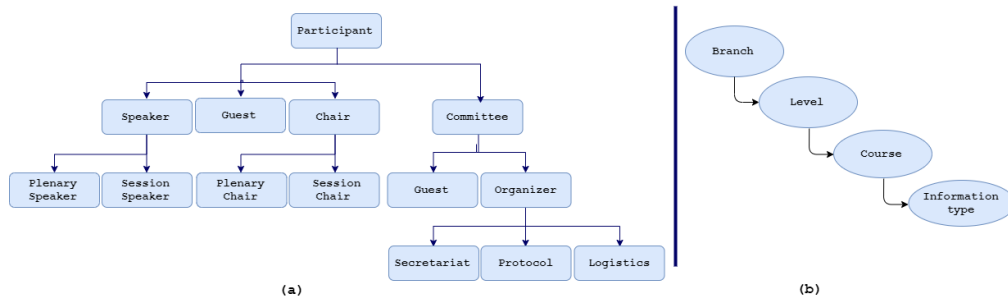 Participant
Speaker
Guest
Chair
Committee
Plenary
Speaker
Session
Speaker
Plenary
Chair
Session
Chair
Guest
Organizer
Secretariat
Protocol
Logistics
(a)
Branch
Level
Course
Information
type
(b)